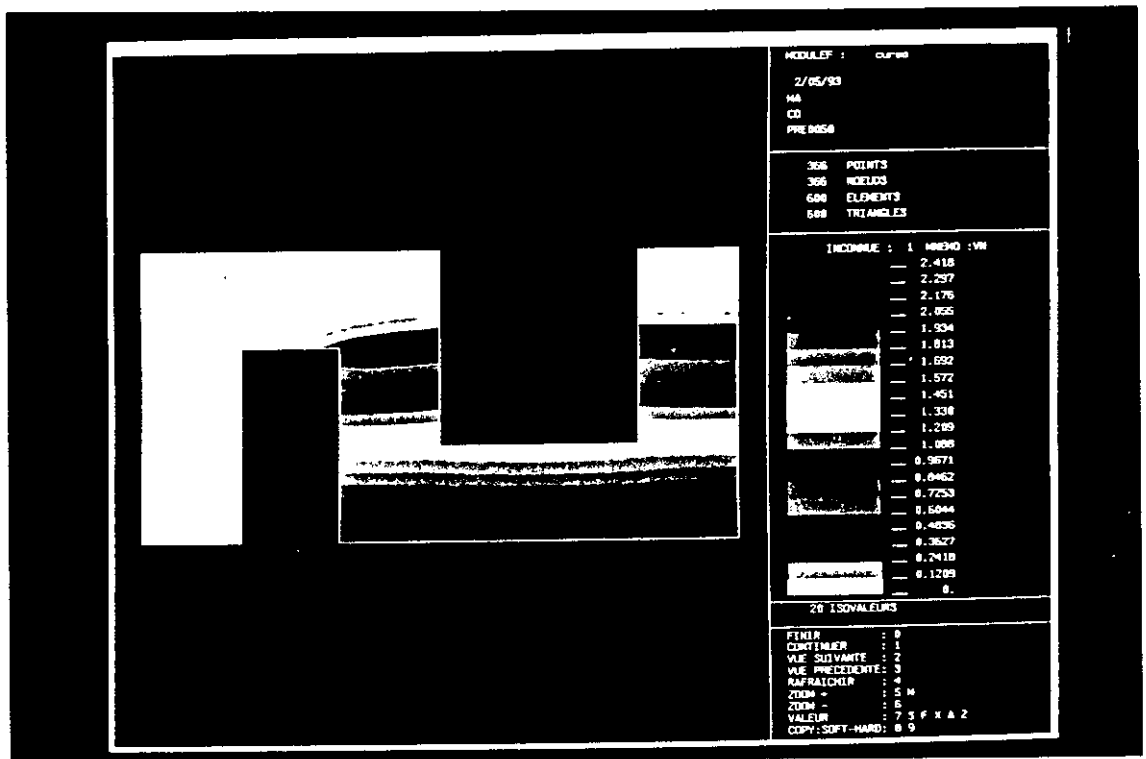 MODULEF : curea
2/05/93
MA
CO
PRE0050
366 POINTS
366 NOEUDS
600 ELEMENTS
600 TRIANGLES
INCONNUE : 1 MNEMO :VN
2.418
2.297
2.176
2.055
1.934
1.813
1.692
1.572
1.451
1.330
1.209
1.088
0.9671
0.8462
0.7253
0.6044
0.4836
0.3627
0.2418
0.1209
0.
20 ISOVALEURS
FINIR : 0
CONTINUER : 1
VUE SUIVANTE : 2
VUE PRECEDENTE: 3
RAFRAICHIR : 4
ZOOM + : 5 M
ZOOM - : 6
VALEUR : 7 S F X A Z
COPY:SOFT-HARD: 8 9